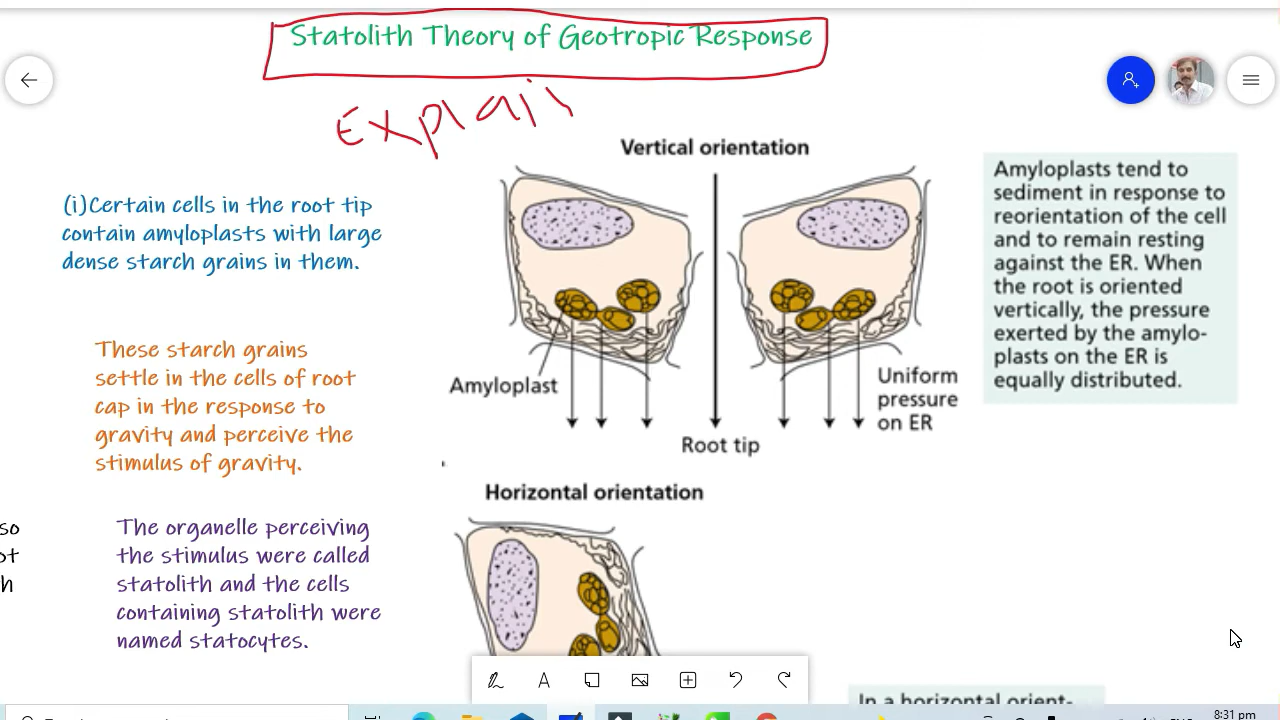 Statolith Theory of Geotropic Response
Explai
Vertical orientation
(i)Certain cells in the root tip
contain amyloplasts with large
dense starch grains in them.
These starch grains
settle in the cells of root
cap in the response to
gravity and perceive the
stimulus of gravity.
The organelle perceiving
the stimulus were called
statolith and the cells
containing statolith were
named statocytes.
so
ot
h
Amyloplast
Uniform
pressure
on ER
Root tip
Horizontal orientation
Amyloplasts tend to
sediment in response to
reorientation of the cell
and to remain resting
against the ER. When
the root is oriented
vertically, the pressure
exerted by the amylo-
plasts on the ER is
equally distributed.
In a horizontal orient-
A
8:31 pm